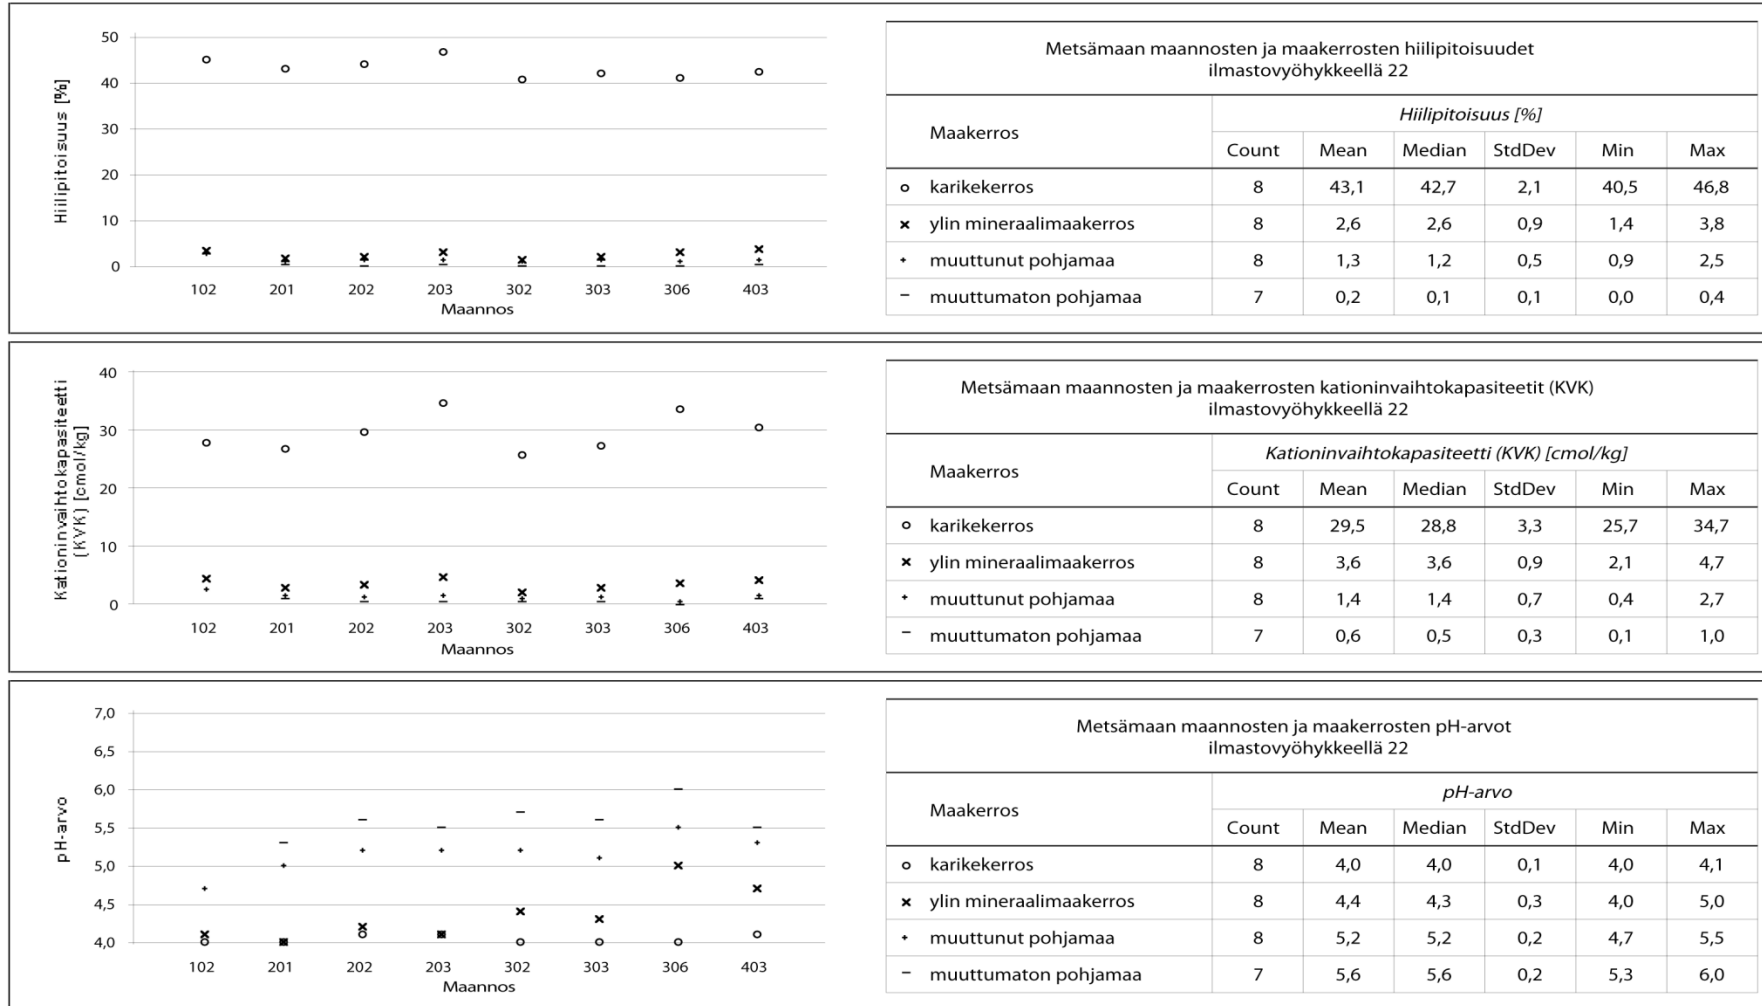 Hiilipitoisuus [%]
50
40
30
20
10
0
102 201 202 203 302 303 306 403
Maannos
Metsämaan maannosten ja maakerrosten hiilipitoisuudet
ilmastovyöhykkeellä 22
Maakerros
Hiilipitoisuus [%]
Count Mean Median StdDev Min Max
karikekerros 8 43,1 42,7 2,1 40,5 46,8
ylin mineraalimaakerros 8 2,6 2,6 0,9 1,4 3,8
muuttunut pohjamaa 8 1,3 1,2 0,5 0,9 2,5
muuttumaton pohjamaa 7 0,2 0,1 0,1 0,0 0,4
Kationinvaihtokapasiteetti
(KVK) [cmol/kg]
40
30
20
10
0
102 201 202 203 302 303 306 403
Maannos
Metsämaan maannosten ja maakerrosten kationinvaihtokapasiteetit (KVK)
ilmastovyöhykkeellä 22
Maakerros
Kationinvaihtokapasiteetti (KVK) [cmol/kg]
Count Mean Median StdDev Min Max
karikekerros 8 29,5 28,8 3,3 25,7 34,7
ylin mineraalimaakerros 8 3,6 3,6 0,9 2,1 4,7
muuttunut pohjamaa 8 1,4 1,4 0,7 0,4 2,7
muuttumaton pohjamaa 7 0,6 0,5 0,3 0,1 1,0
pH-arvo
7,0
6,5
6,0
5,5
5,0
4,5
4,0
102 201 202 203 302 303 306 403
Maannos
Metsämaan maannosten ja maakerrosten pH-arvot
ilmastovyöhykkeellä 22
Maakerros
pH-arvo
Count Mean Median StdDev Min Max
karikekerros 8 4,0 4,0 0,1 4,0 4,1
ylin mineraalimaakerros 8 4,4 4,3 0,3 4,0 5,0
muuttunut pohjamaa 8 5,2 5,2 0,2 4,7 5,5
muuttumaton pohjamaa 7 5,6 5,6 0,2 5,3 6,0